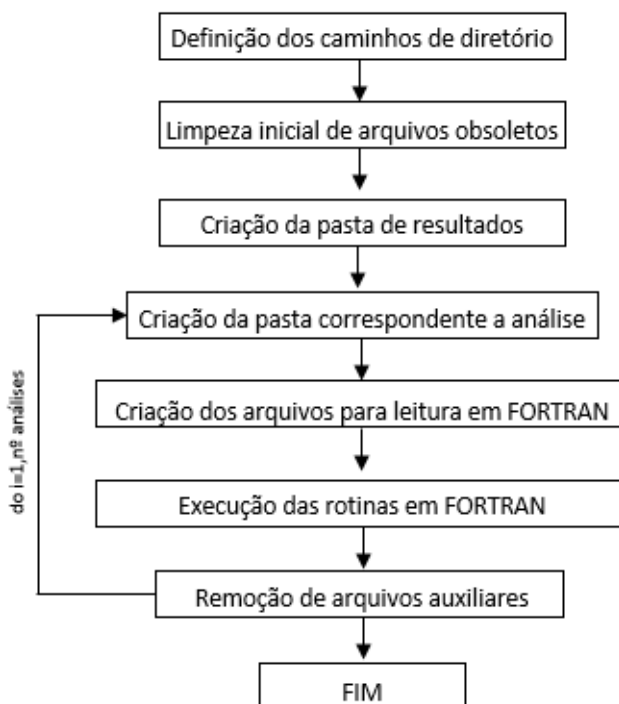 Definição dos caminhos de diretório
Limpeza inicial de arquivos obsoletos
Criação da pasta de resultados
Criação da pasta correspondente a análise
Criação dos arquivos para leitura em FORTRAN
Execução das rotinas em FORTRAN
Remoção de arquivos auxiliares
do i=1,nº análises
FIM